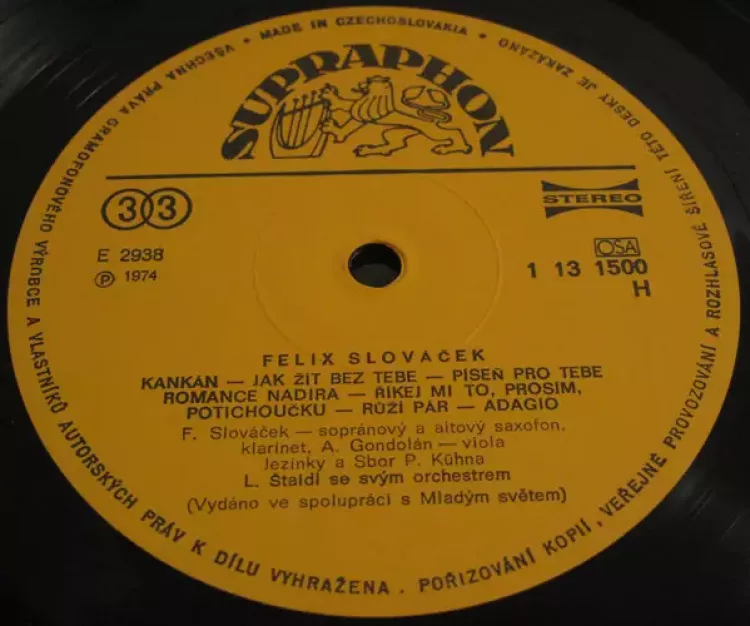 VŠECHNA PRÁVA GRAMOFONOVÉHO VÝROBCE A VLASTNÍKŮ AUTORSKÝCH PRÁV K DÍLU VYHRAŽENA . POŘIZOVÁNÍ KOPIÍ, VEŘEJNÉ PROVOZOVÁNÍ A ROZHLASOVÉ ŠÍŘENÍ TÉTO DESKY JE ZAKÁZÁNO • MADE IN CZECHOSLOVAKIA •
SUPRAPHON
33
STEREO
E 2938
OSA
Ⓟ 1974
1 13 1500
H
FELIX SLOVÁČEK
KANKÁN — JAK ŽÍT BEZ TEBE — PÍSEŇ PRO TEBE
ROMANCE NADIRA — ŘÍKEJ MI TO, PROSÍM,
POTICHOUČKU — RŮŽÍ PÁR — ADAGIO
F. Slováček — sopránový a altový saxofon,
klarinet, A. Gondolán — viola
Jezinky a Sbor P. Kühna
L. Štaidl se svým orchestrem
(Vydáno ve spolupráci s Mladým světem)